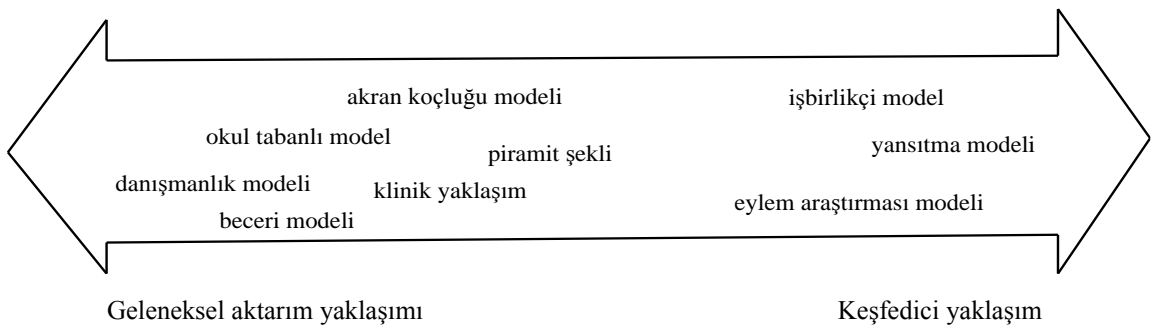 akran koçluğu modeli
işbirlikçi model
okul tabanlı model
piramit şekli
yansıtma modeli
danışmanlık modeli
klinik yaklaşım
eylem araştırması modeli
beceri modeli
Geleneksel aktarım yaklaşımı
Keşfedici yaklaşım